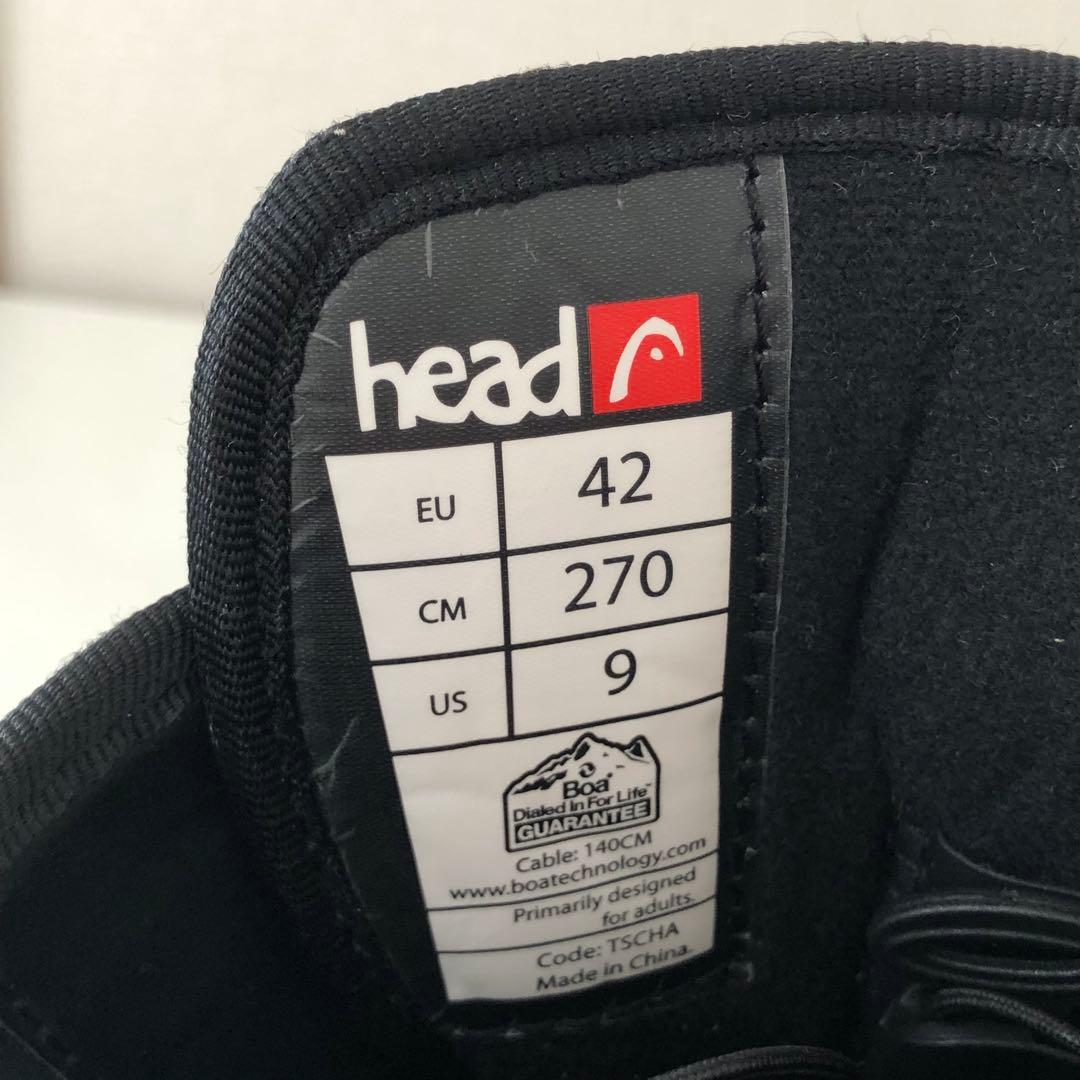 head
EU 42
CM 270
US 9
Boa
Dialed In For Life™
GUARANTEE
Cable: 140CM
www.boatechnology.com
Primarily designed
for adults.
Code: TSCHA
Made in China.